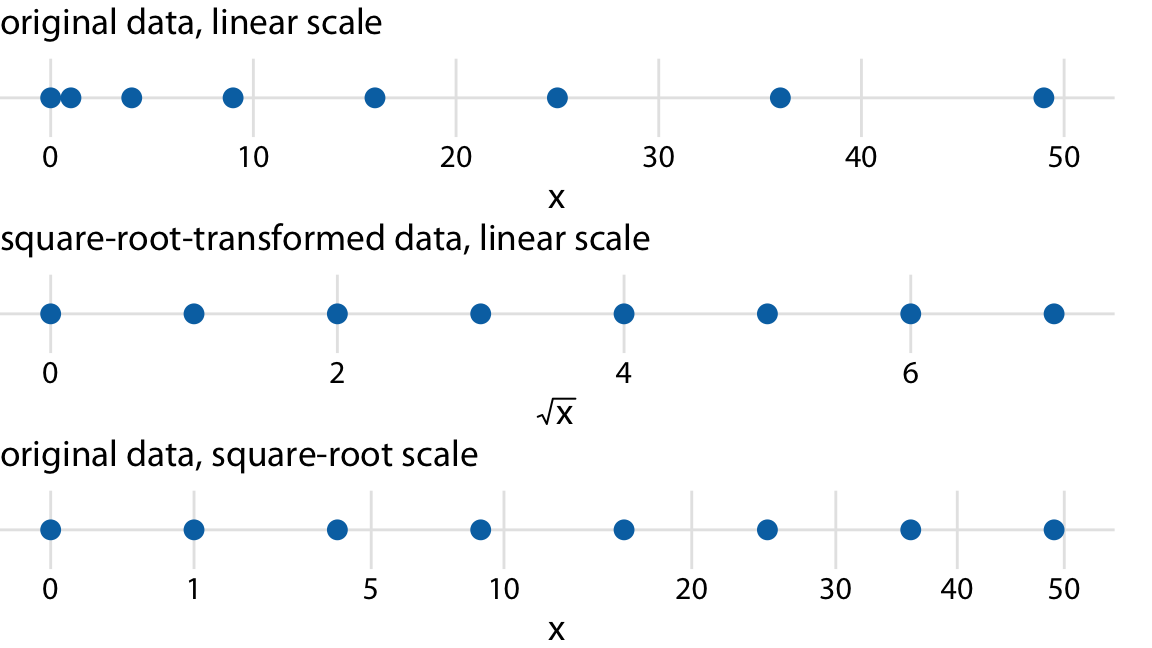 original data, linear scale
0 10 20 30 40 50
x
square-root-transformed data, linear scale
0 2 4 6
√x
original data, square-root scale
0 1 5 10 20 30 40 50
x